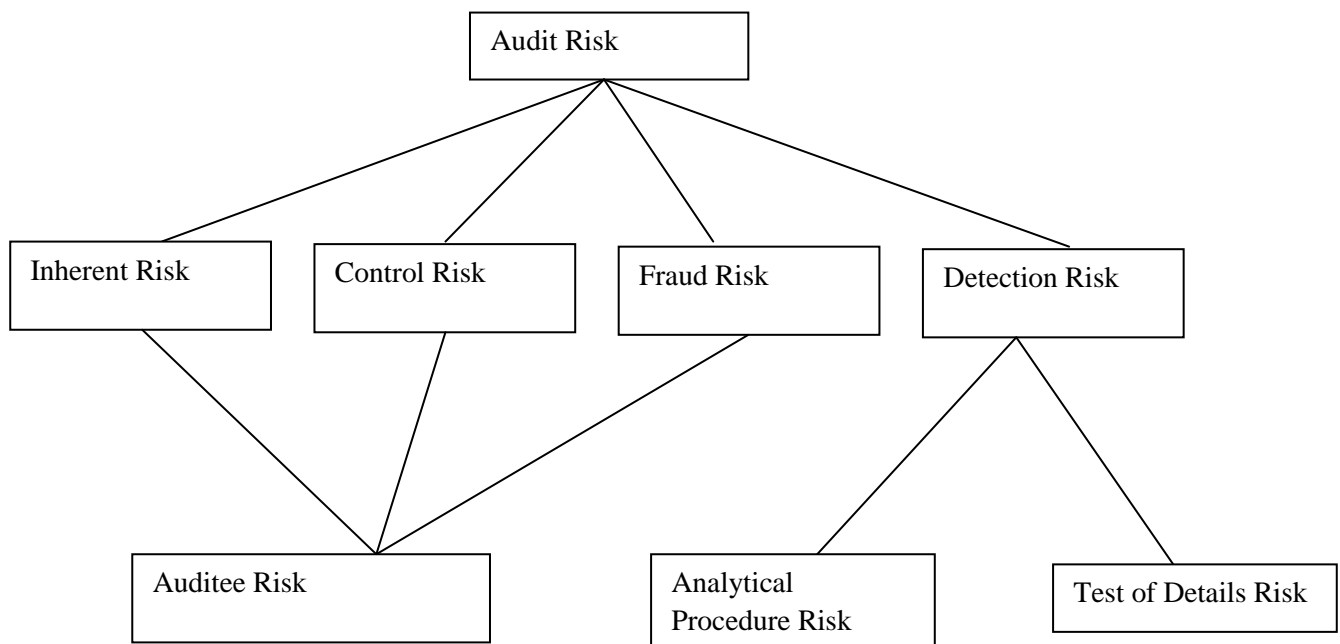 Audit Risk
Inherent Risk
Control Risk
Fraud Risk
Detection Risk
Auditee Risk
Analytical
Procedure Risk
Test of Details Risk